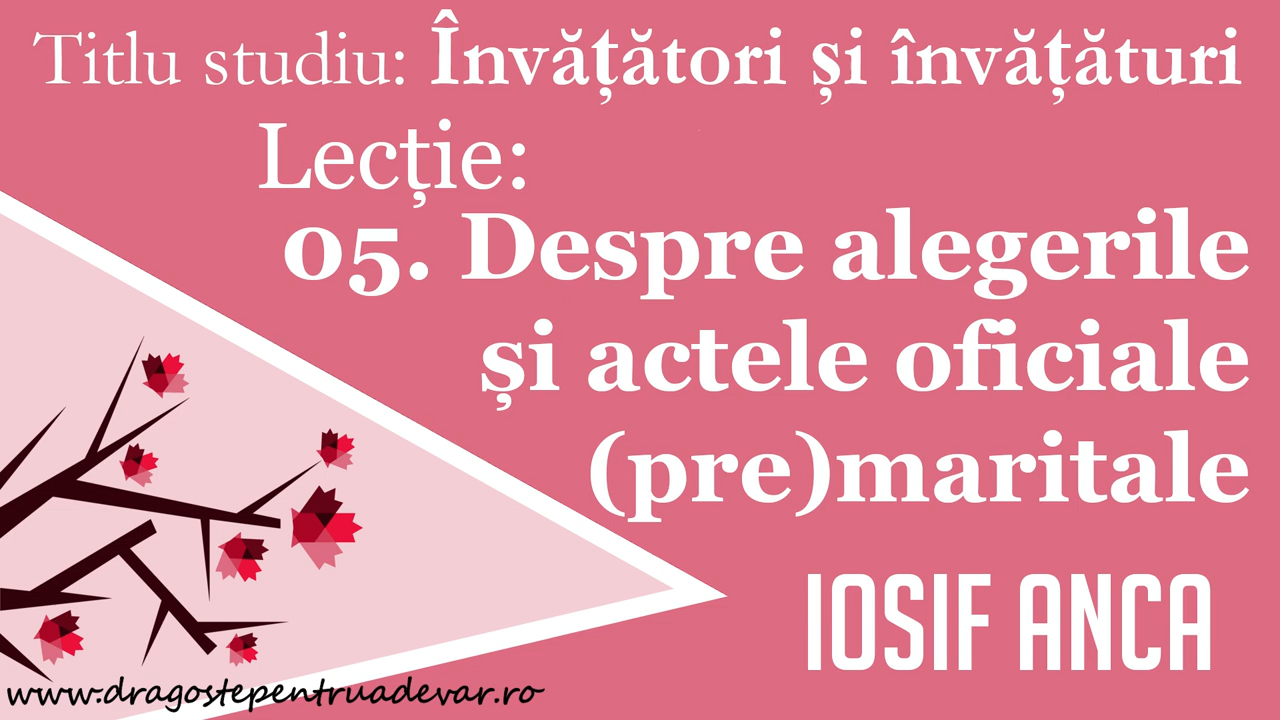 Titlu studiu: Învățători și învățături
Lecție:
05. Despre alegerile
și actele oficiale
(pre)maritale
IOSIF ANCA
www.dragostepentruadevar.ro